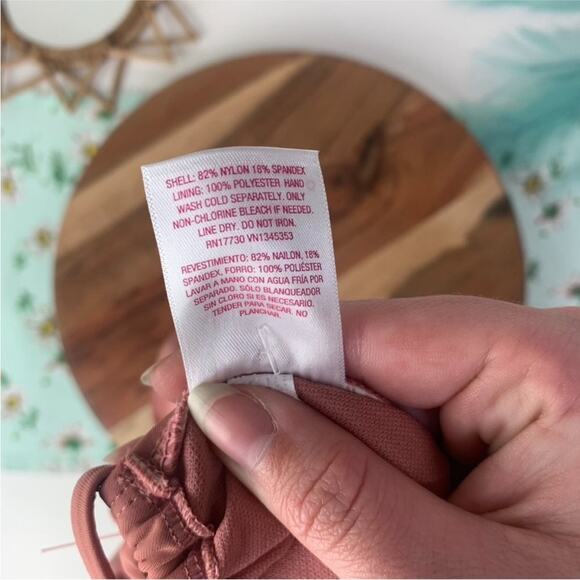 SHELL: 82% NYLON 18% SPANDEX
LINING: 100% POLYESTER HAND
WASH COLD SEPARATELY. ONLY
NON-CHLORINE BLEACH IF NEEDED.
LINE DRY. DO NOT IRON.
RN17730 VN1345353
REVESTIMIENTO: 82% NAILON, 18%
SPANDEX, FORRO: 100% POLIÉSTER
LAVAR A MANO CON AGUA FRÍA POR
SEPARADO. SÓLO BLANQUEADOR
SIN CLORO SI ES NECESARIO.
TENDER PARA SECAR. NO
PLANCHAR.